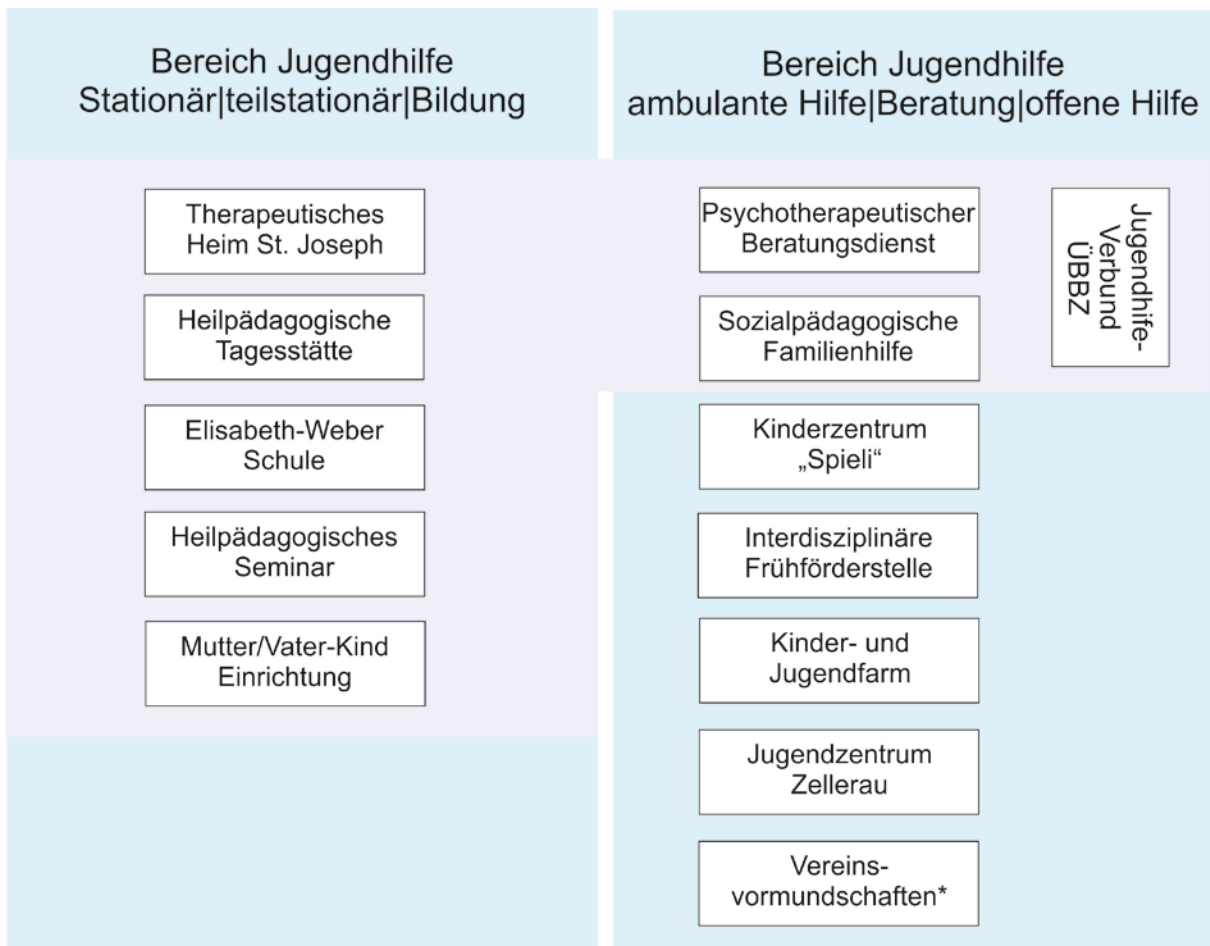 Bereich Jugendhilfe
Stationär|teilstationär|Bildung
Therapeutisches
Heim St. Joseph
Heilpädagogische
Tagesstätte
Elisabeth-Weber
Schule
Heilpädagogisches
Seminar
Mutter/Vater-Kind
Einrichtung
Bereich Jugendhilfe
ambulante Hilfe|Beratung|offene Hilfe
Psychotherapeutischer
Beratungsdienst
Sozialpädagogische
Familienhilfe
Kinderzentrum
„Spieli“
Interdisziplinäre
Frühförderstelle
Kinder- und
Jugendfarm
Jugendzentrum
Zellerau
Vereins-
vormundschaften*
Jugendhife-
Verbund
ÜBBZ